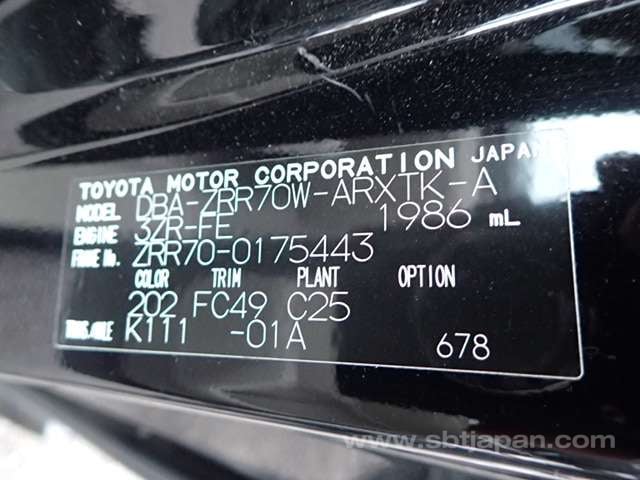 TOYOTA MOTOR CORPORATION JAPAN
MODEL DBA-ZRR70W-ARXTK-A
ENGINE 3ZR-FE 1986 mL
FRAME No. ZRR70-0175443
COLOR TRIM PLANT OPTION
202 FC49 C25
TRANS.AXLE K111 -01A
678
www.sbtjapan.com